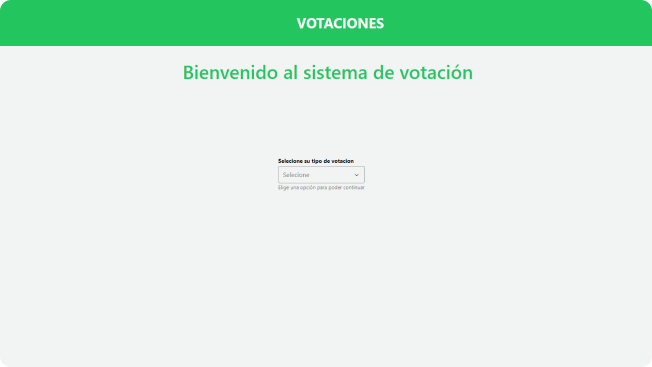 VOTACIONES
Bienvenido al sistema de votación
Selecione su tipo de votacion
Selecione
Elige una opción para poder continuar